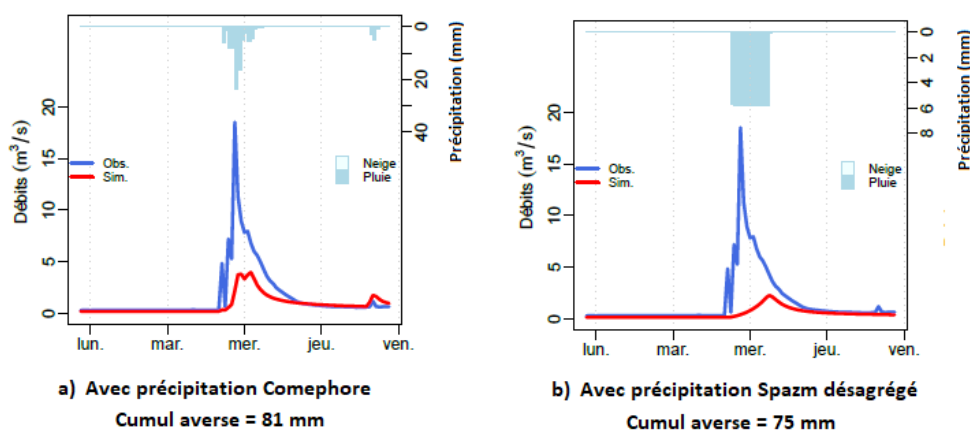 0
20
40
Précipitation (mm)
0
5
10
15
20
Débits (m³/s)
Obs.
Sim.
Neige
Pluie
lun.
mar.
mer.
jeu.
ven.
a) Avec précipitation Comephore
Cumul averse = 81 mm
0
2
4
6
8
Précipitation (mm)
0
5
10
15
20
Débits (m³/s)
Obs.
Sim.
Neige
Pluie
lun.
mar.
mer.
jeu.
ven.
b) Avec précipitation Spazm désagrégé
Cumul averse = 75 mm